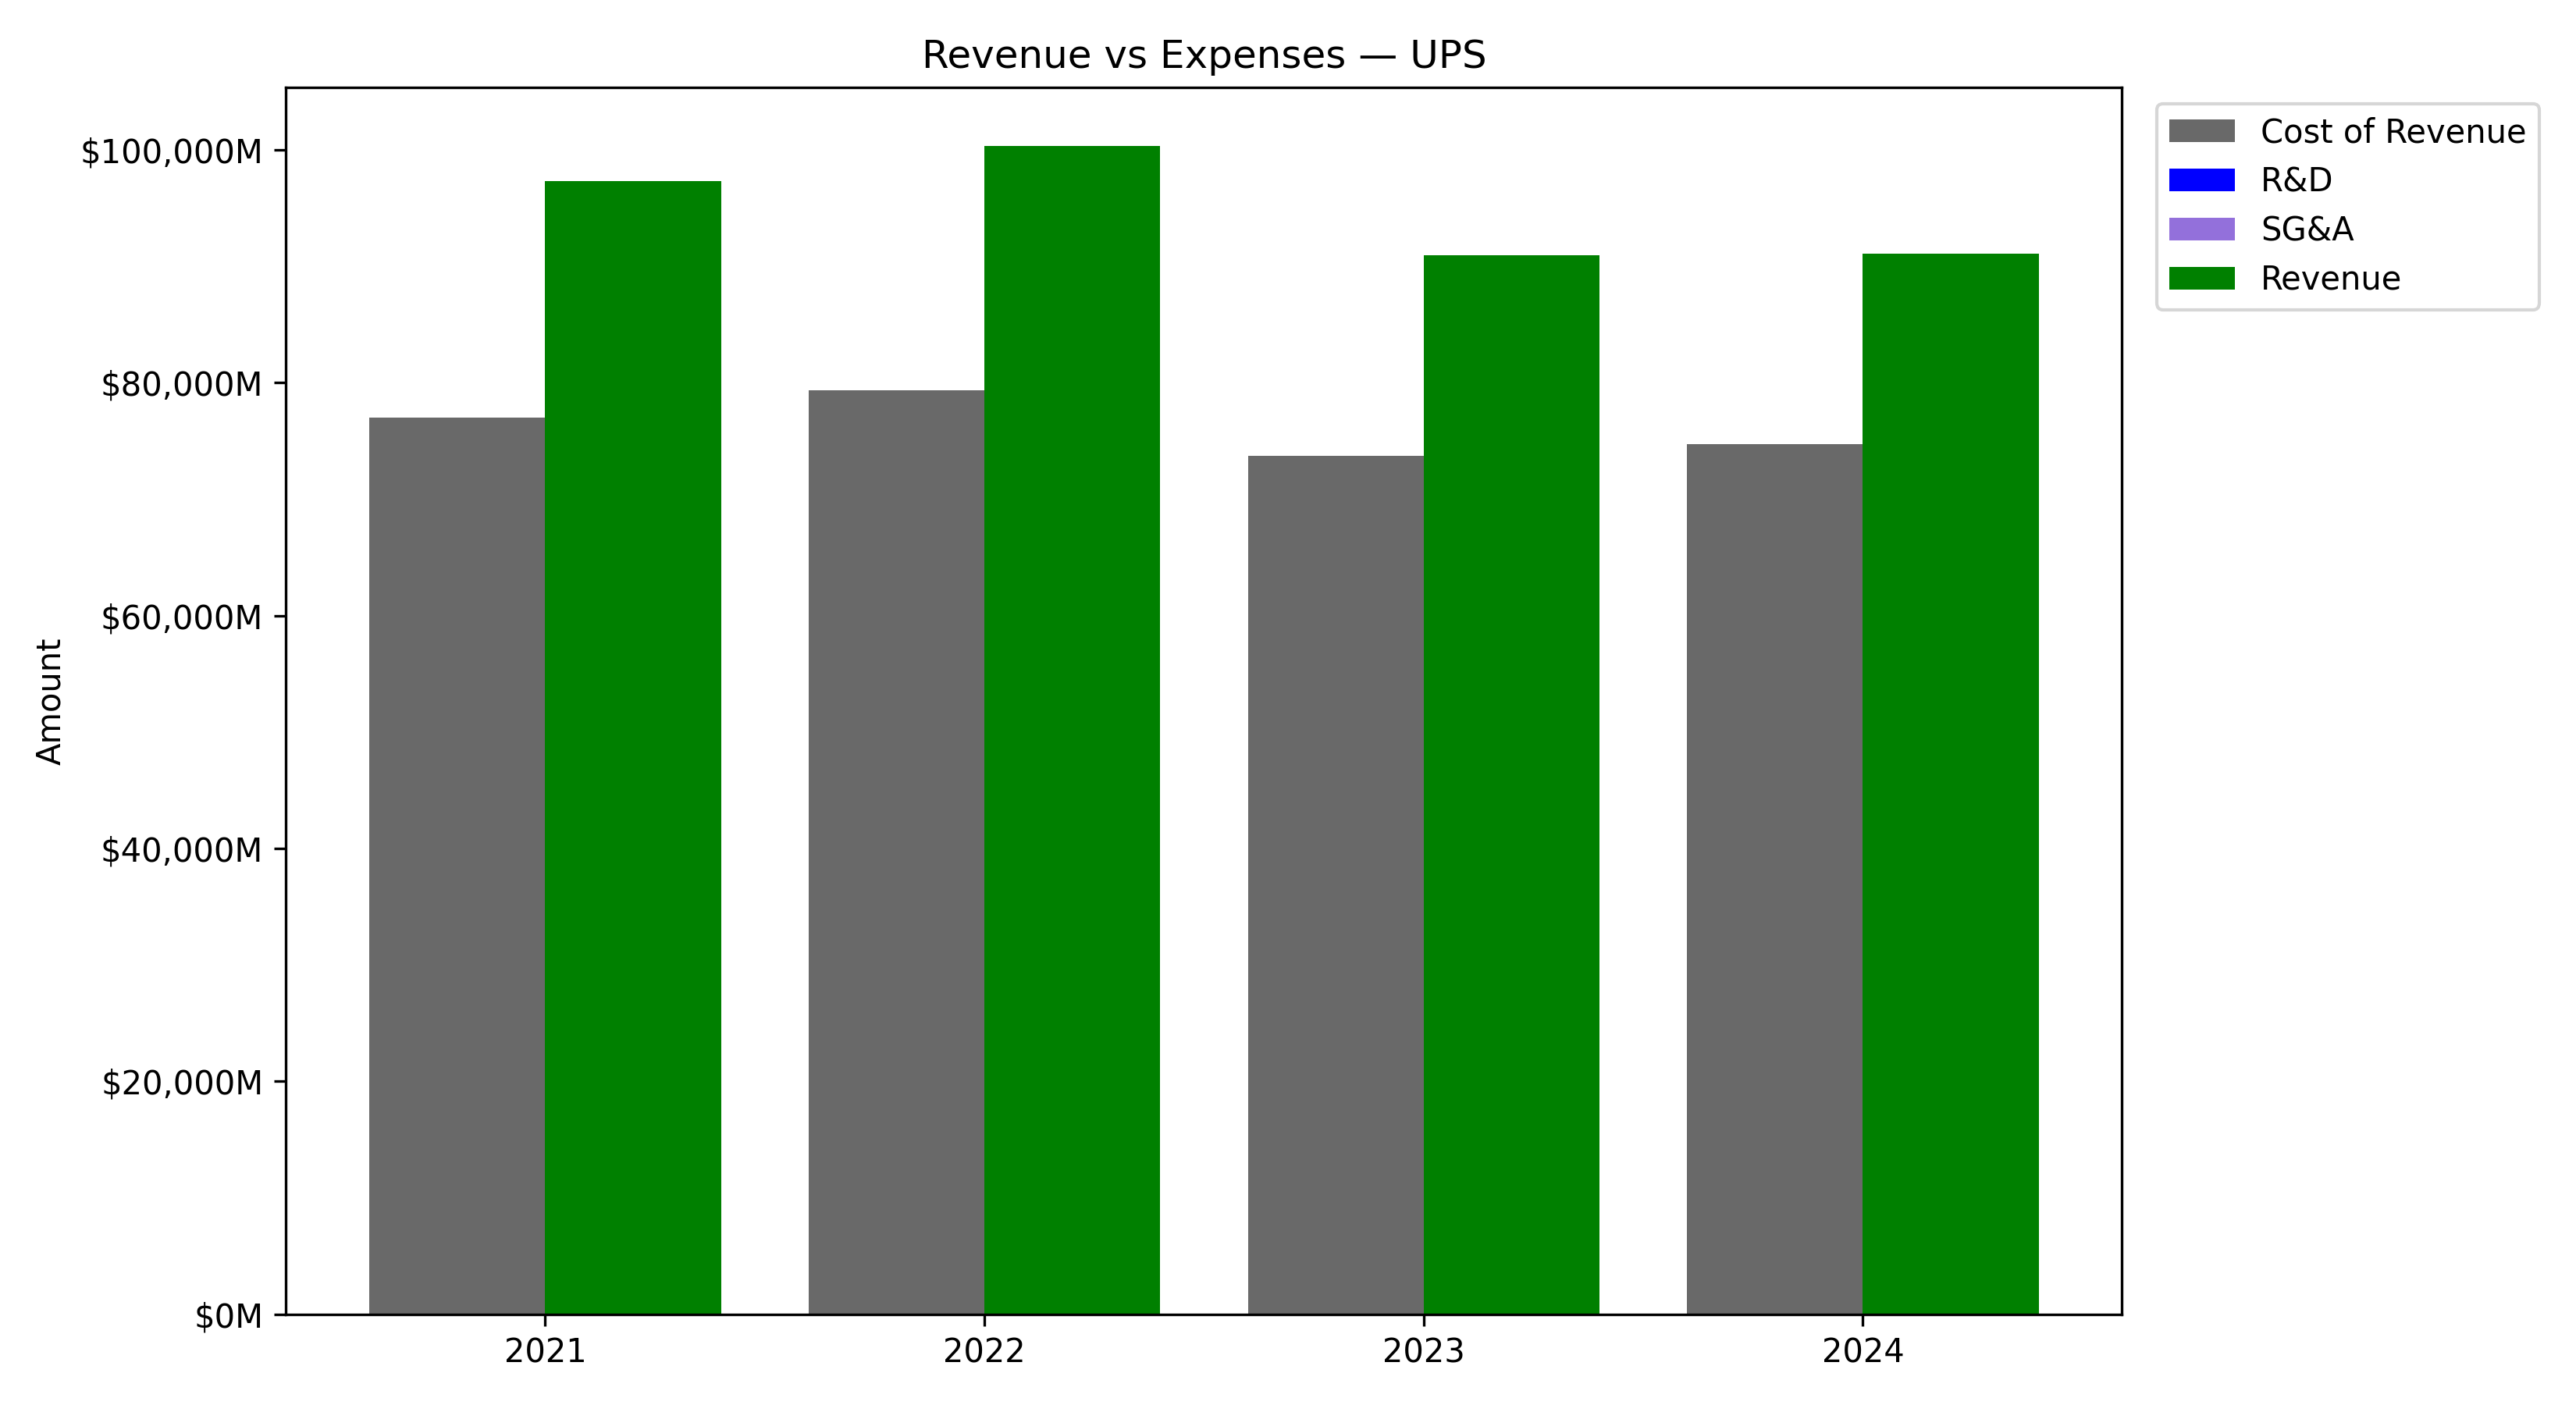 Revenue vs Expenses — UPS
Cost of Revenue
R&D
SG&A
Revenue
Amount
$100,000M
$80,000M
$60,000M
$40,000M
$20,000M
$0M
2021
2022
2023
2024